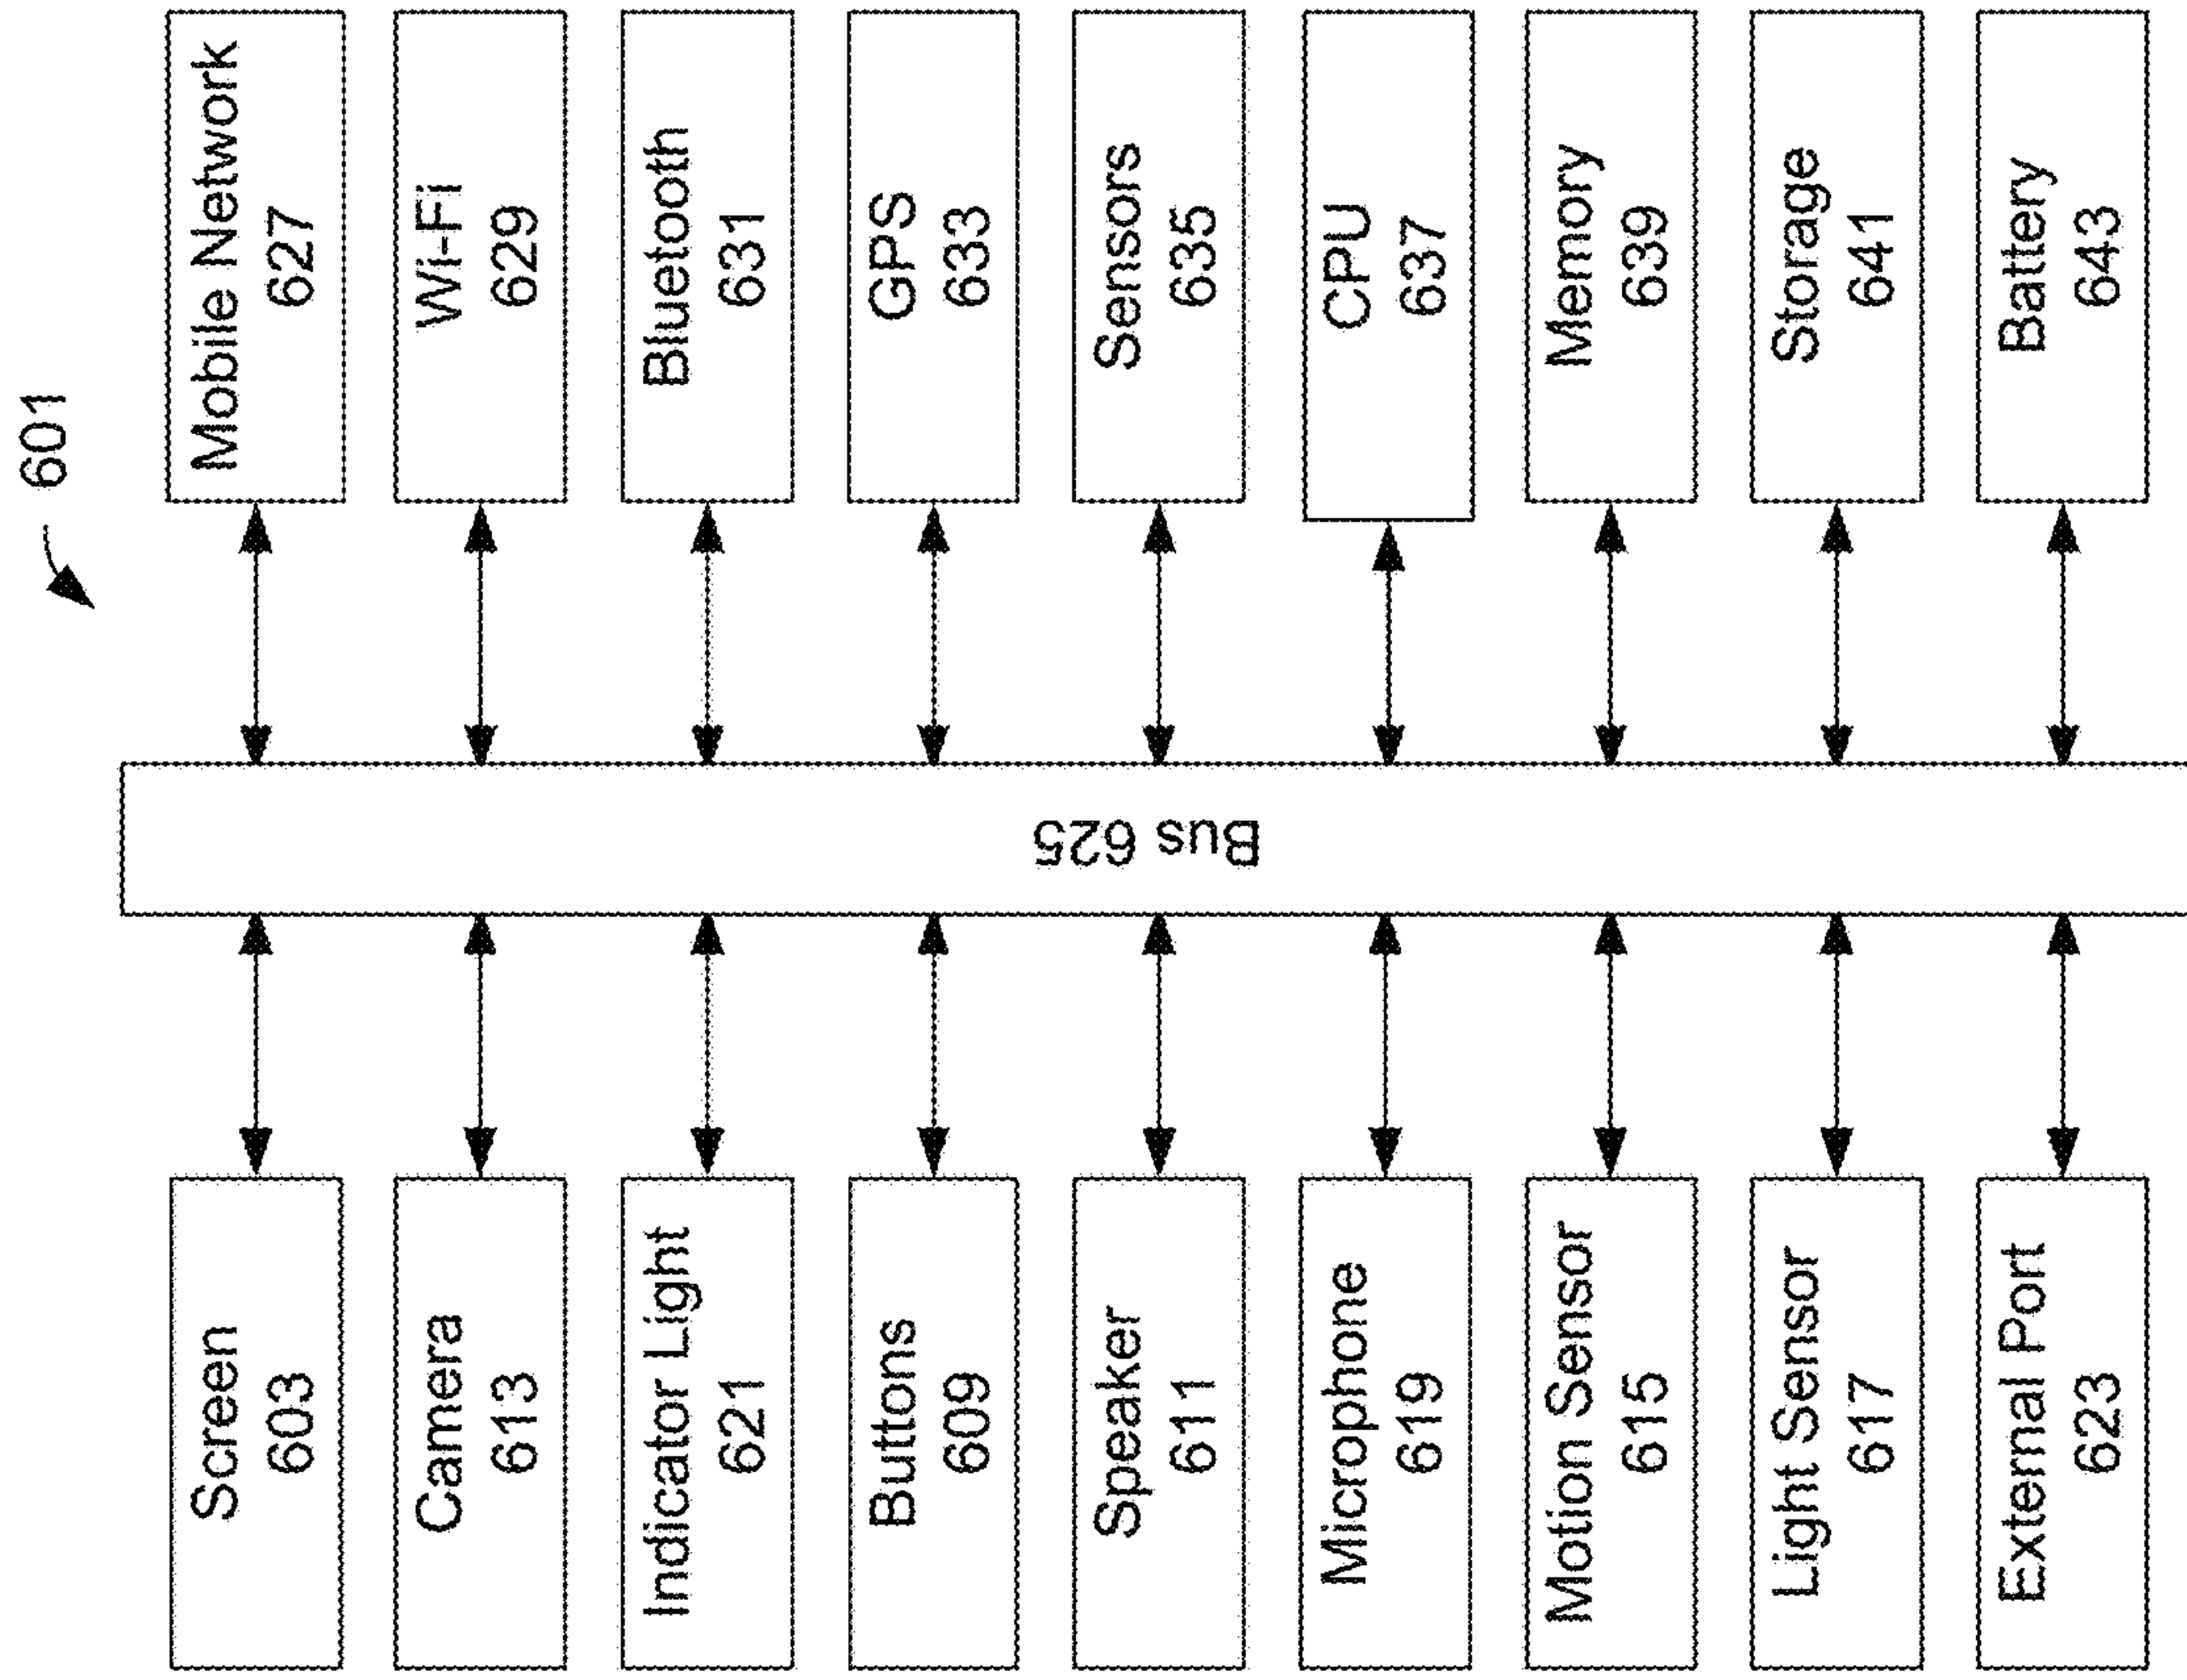 601
Screen
603
Camera
613
Indicator Light
621
Buttons
609
Speaker
611
Microphone
619
Motion Sensor
615
Light Sensor
617
External Port
623
Bus 625
Mobile Network
627
Wi-Fi
629
Bluetooth
631
GPS
633
Sensors
635
CPU
637
Memory
639
Storage
641
Battery
643